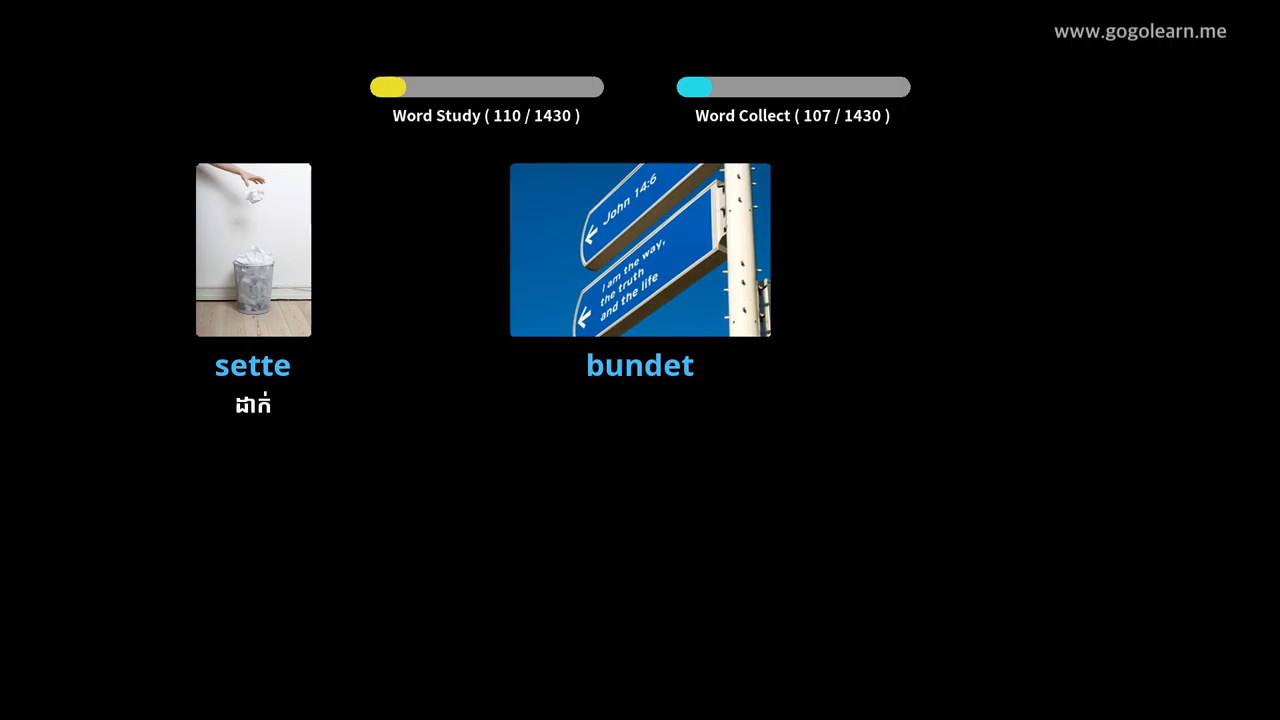 www.gogolearn.me
Word Study ( 110 / 1430 )
Word Collect ( 107 / 1430 )
John 14:6
I am the way,
the truth
and the life
sette
bundet
ដាក់